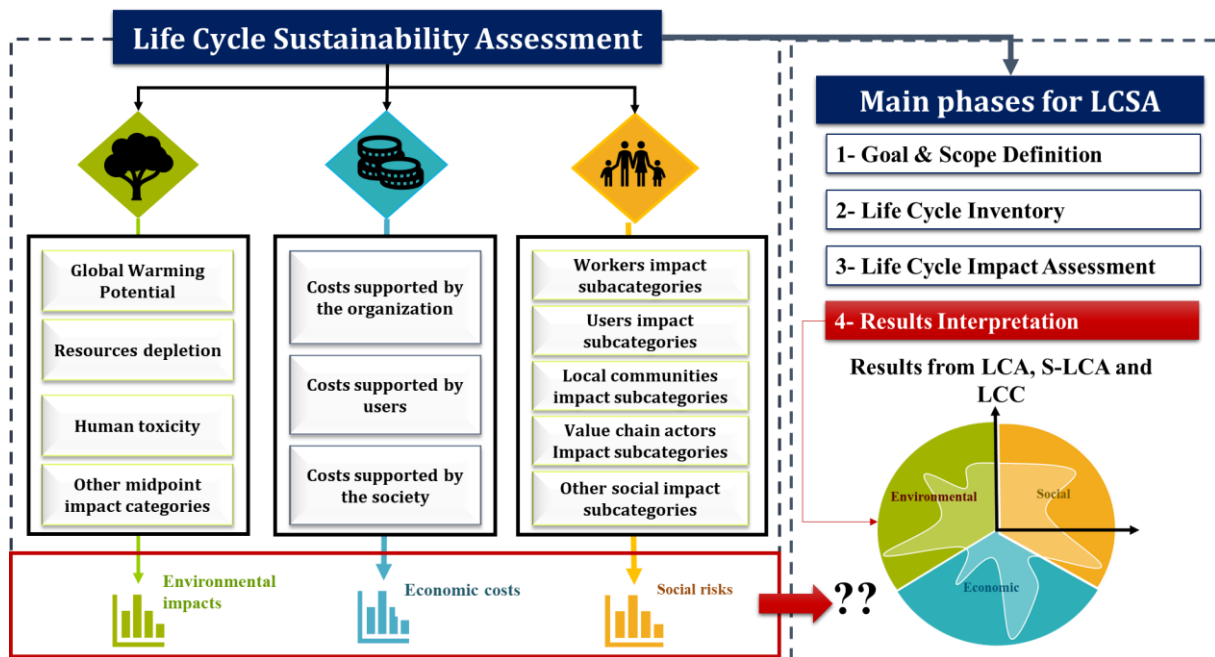 Life Cycle Sustainability Assessment
Global Warming
Potential
Resources depletion
Human toxicity
Other midpoint
impact categories
Environmental
impacts
Costs supported by
the organization
Costs supported by
users
Costs supported by
the society
Economic costs
Workers impact
subacategories
Users impact
subcategories
Local communities
impact subcategories
Value chain actors
Impact subcategories
Other social impact
subcategories
Social risks
Main phases for LCSA
1- Goal & Scope Definition
2- Life Cycle Inventory
3- Life Cycle Impact Assessment
4- Results Interpretation
Results from LCA, S-LCA and
LCC
Environmental
Social
Economic
??